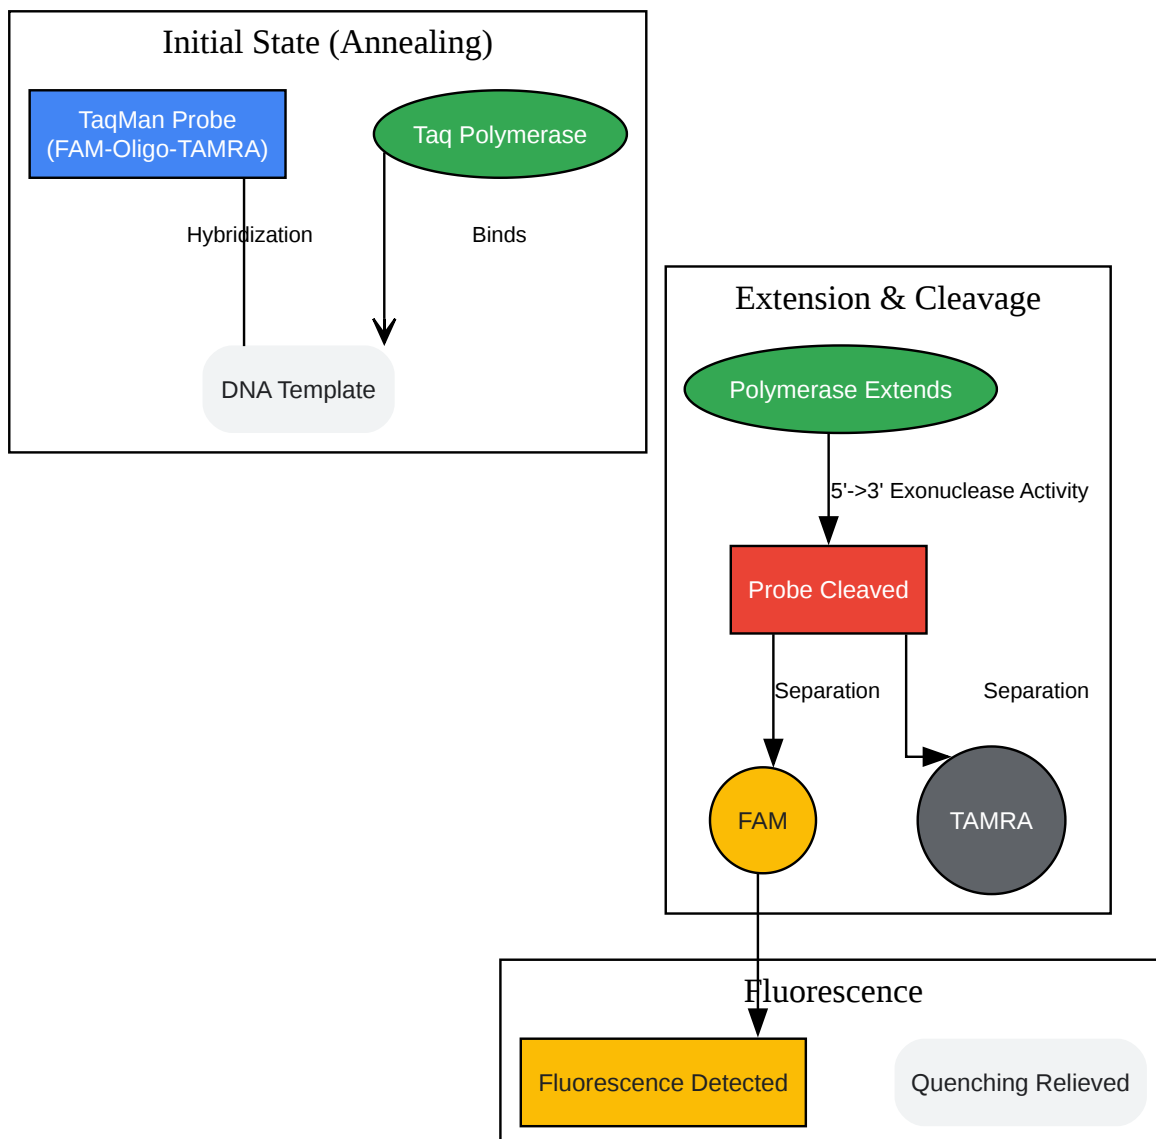 Initial State (Annealing)
TaqMan Probe
(FAM-Oligo-TAMRA)
Taq Polymerase
Hybridization
Binds
DNA Template
Extension & Cleavage
Polymerase Extends
5'->3' Exonuclease Activity
Probe Cleaved
Separation
Separation
FAM
TAMRA
Fluorescence
Fluorescence Detected
Quenching Relieved